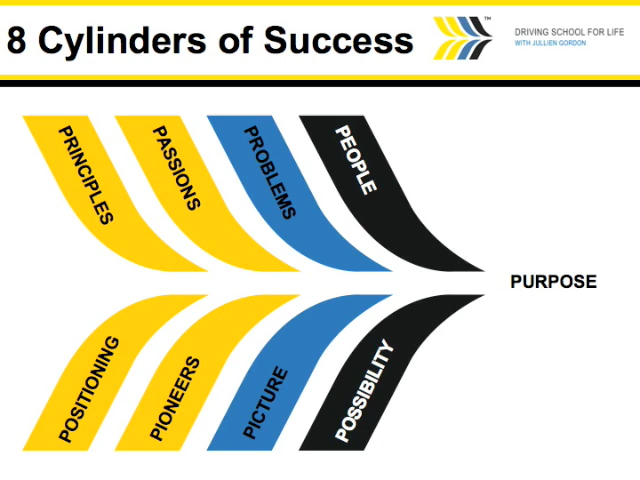 8 Cylinders of Success
TM
DRIVING SCHOOL FOR LIFE
WITH JULLIEN GORDON
PRINCIPLES
PASSIONS
PROBLEMS
PEOPLE
PURPOSE
POSITIONING
PIONEERS
PICTURE
POSSIBILITY